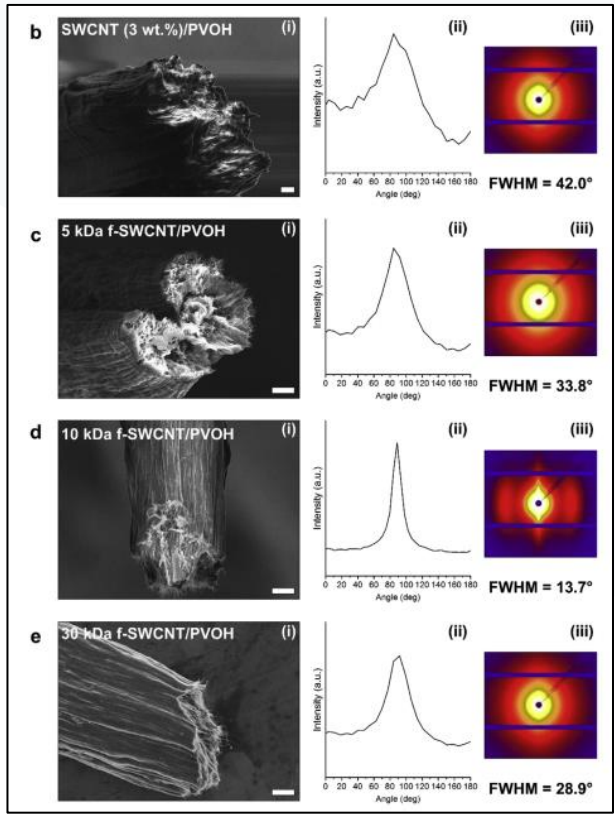 b
SWCNT (3 wt.%)/PVOH
(i)
(ii)
(iii)
Intensity (a.u.)
0 20 40 60 80 100 120 140 160 180
Angle (deg)
FWHM = 42.0°
c
5 kDa f-SWCNT/PVOH
(i)
(ii)
(iii)
Intensity (a.u.)
0 20 40 60 80 100 120 140 160 180
Angle (deg)
FWHM = 33.8°
d
10 kDa f-SWCNT/PVOH
(i)
(ii)
(iii)
Intensity (a.u.)
0 20 40 60 80 100 120 140 160 180
Angle (deg)
FWHM = 13.7°
e
30 kDa f-SWCNT/PVOH
(i)
(ii)
(iii)
Intensity (a.u.)
0 20 40 60 80 100 120 140 160 180
Angle (deg)
FWHM = 28.9°